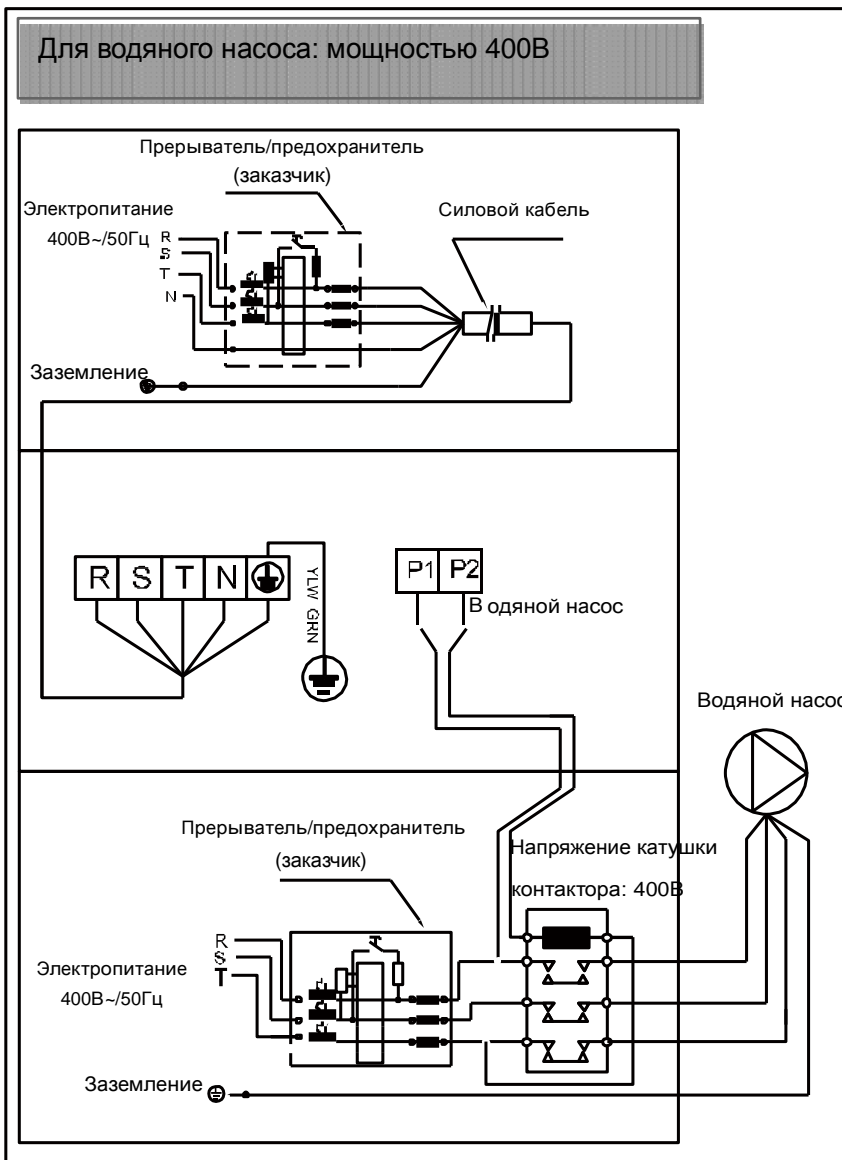 Для водяного насоса: мощностью 400В
Прерыватель/предохранитель
(заказчик)
Электропитание
400В~/50Гц
R
S
T
N
Силовой кабель
Заземление
R S T N
YLW GRN
P1 P2
В одяной насос
Водяной насос
Прерыватель/предохранитель
(заказчик)
Напряжение катушки
контактора: 400В
R
S
T
Электропитание
400В~/50Гц
Заземление